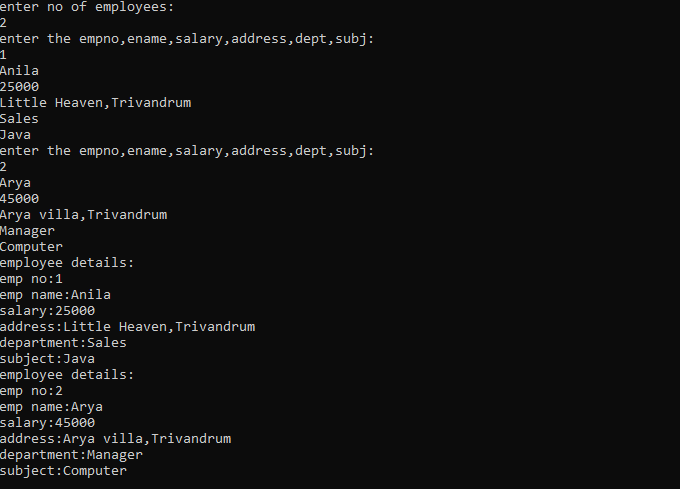 enter no of employees:
2
enter the empno,ename,salary,address,dept,subj:
1
Anila
25000
Little Heaven,Trivandrum
Sales
Java
enter the empno,ename,salary,address,dept,subj:
2
Arya
45000
Arya villa,Trivandrum
Manager
Computer
employee details:
emp no:1
emp name:Anila
salary:25000
address:Little Heaven,Trivandrum
department:Sales
subject:Java
employee details:
emp no:2
emp name:Arya
salary:45000
address:Arya villa,Trivandrum
department:Manager
subject:Computer